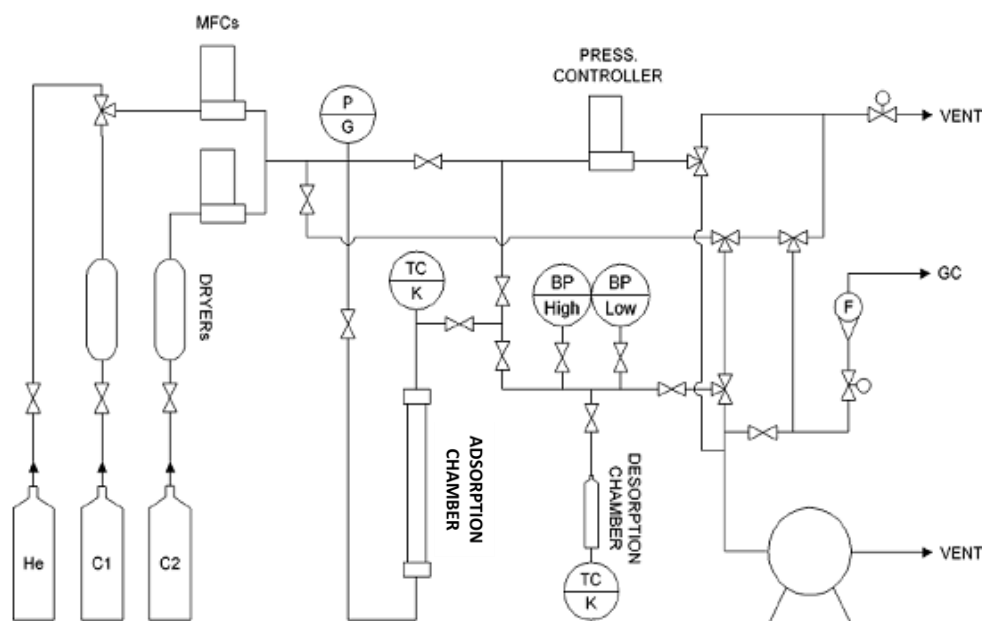 MFCs
PRESS.
CONTROLLER
P
G
VENT
TC
K
BP
High
BP
Low
GC
F
DRYERs
ADSORPTION
CHAMBER
DESORPTION
CHAMBER
He
C1
C2
TC
K
VENT